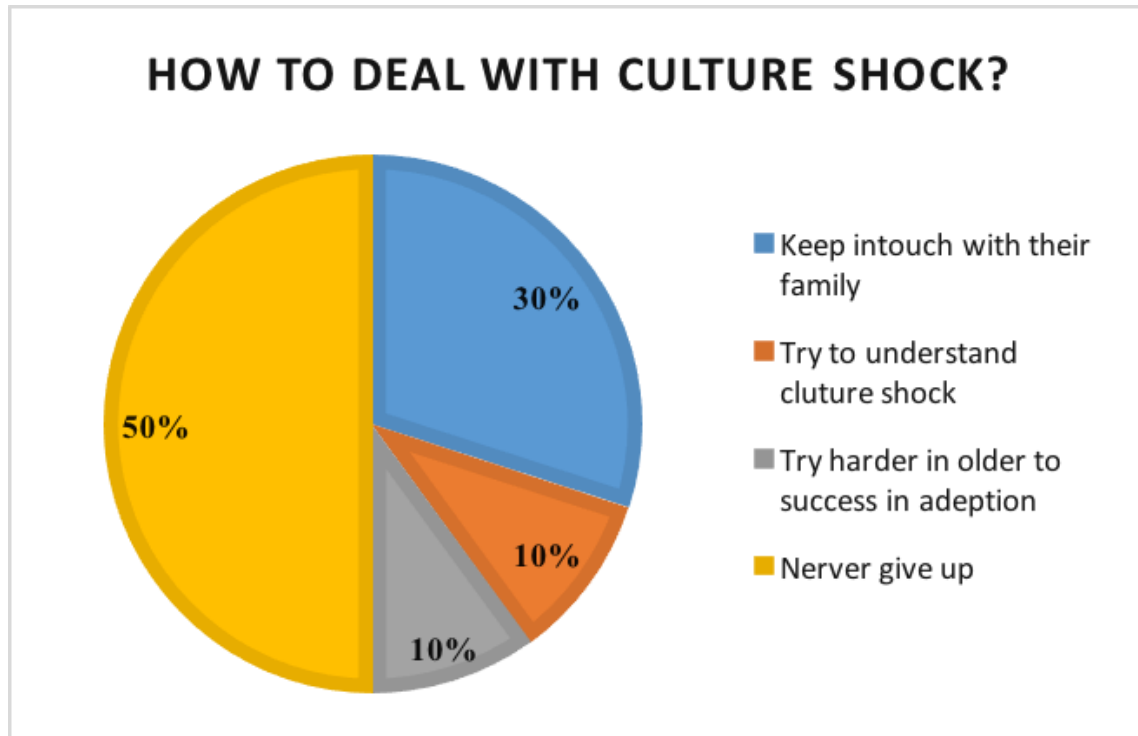 HOW TO DEAL WITH CULTURE SHOCK?
30%
50%
10%
10%
Keep intouch with their
family
Try to understand
cluture shock
Try harder in older to
success in adeption
Nerver give up